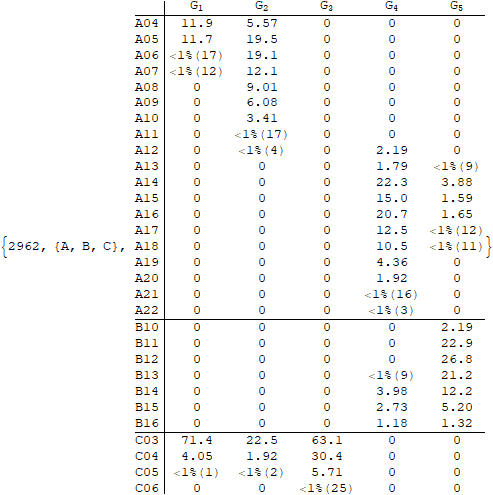 G1 G2 G3 G4 G5
A04 11.9 5.57 0 0 0
A05 11.7 19.5 0 0 0
A06 <1%(17) 19.1 0 0 0
A07 <1%(12) 12.1 0 0 0
A08 0 9.01 0 0 0
A09 0 6.08 0 0 0
A10 0 3.41 0 0 0
A11 0 <1%(17) 0 0 0
A12 0 <1%(4) 0 2.19 0
A13 0 0 0 1.79 <1%(9)
A14 0 0 0 22.3 3.88
A15 0 0 0 15.0 1.59
A16 0 0 0 20.7 1.65
A17 0 0 0 12.5 <1%(12)
{2962, {A, B, C}, A18 0 0 0 10.5 <1%(11)}
A19 0 0 0 4.36 0
A20 0 0 0 1.92 0
A21 0 0 0 <1%(16) 0
A22 0 0 0 <1%(3) 0
B10 0 0 0 0 2.19
B11 0 0 0 0 22.9
B12 0 0 0 0 26.8
B13 0 0 0 <1%(9) 21.2
B14 0 0 0 3.98 12.2
B15 0 0 0 2.73 5.20
B16 0 0 0 1.18 1.32
C03 71.4 22.5 63.1 0 0
C04 4.05 1.92 30.4 0 0
C05 <1%(1) <1%(2) 5.71 0 0
C06 0 0 <1%(25) 0 0